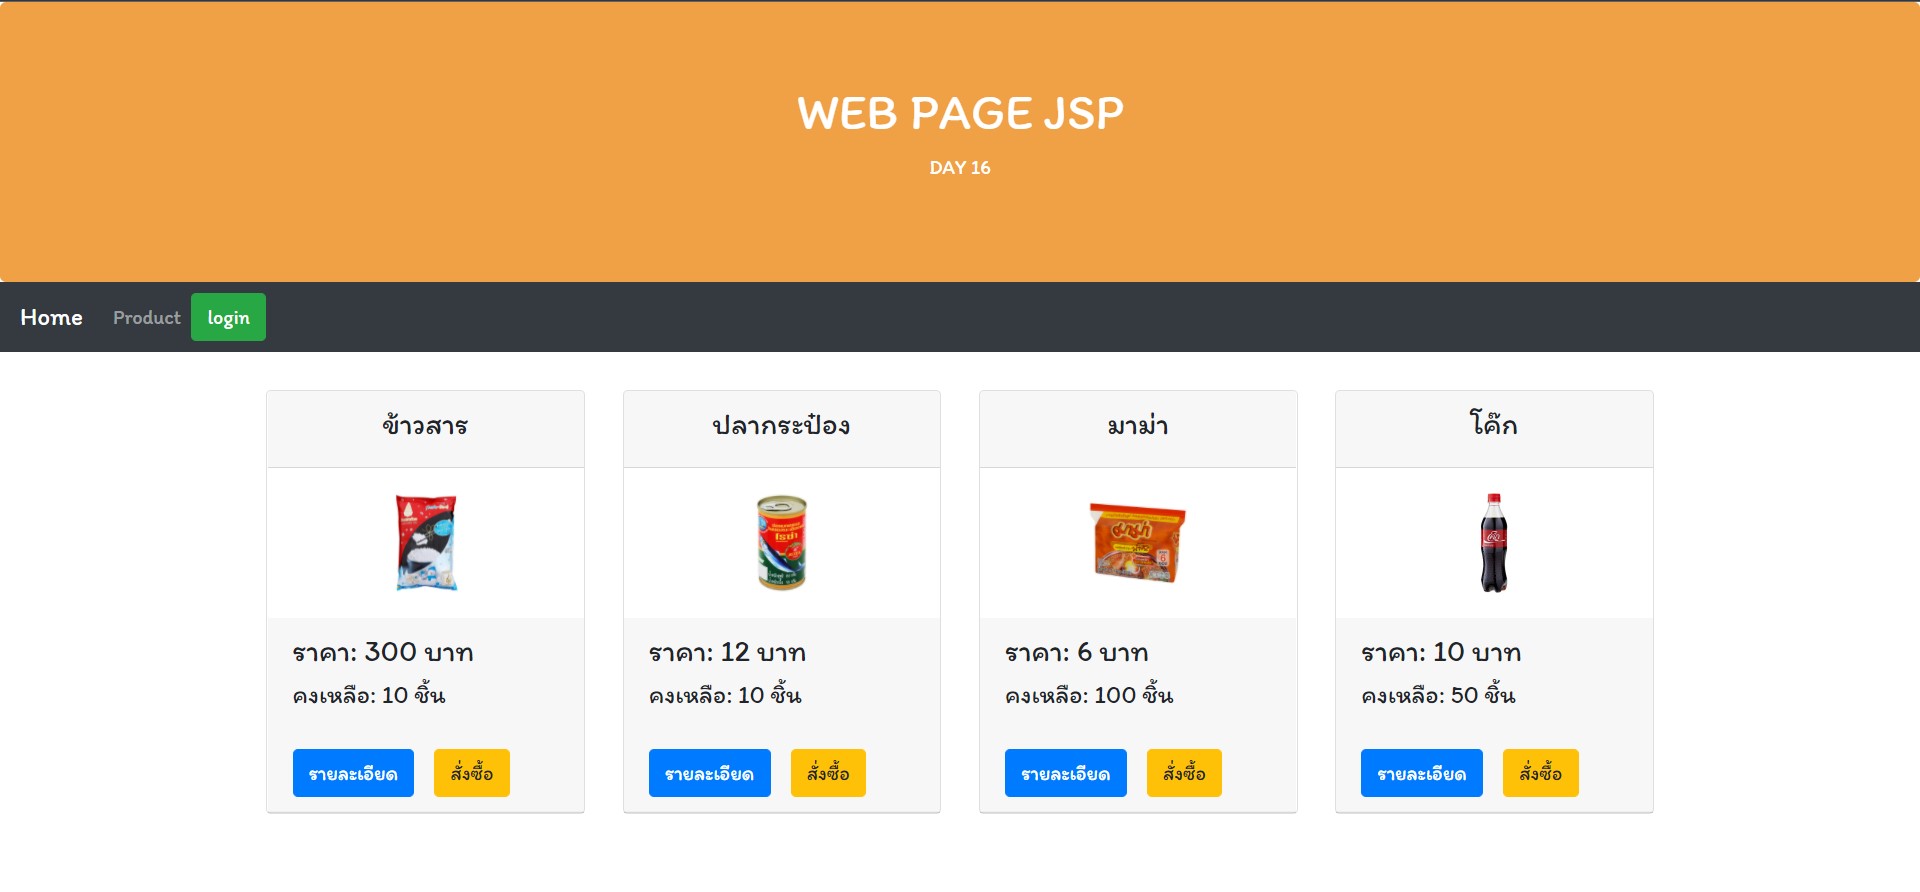 WEB PAGE JSP
DAY 16
Home Product login
ข้าวสาร
ราคา: 300 บาท
คงเหลือ: 10 ชิ้น
รายละเอียด สั่งซื้อ
ปลากระป๋อง
ราคา: 12 บาท
คงเหลือ: 10 ชิ้น
รายละเอียด สั่งซื้อ
มาม่า
มาม่า
ราคา: 6 บาท
คงเหลือ: 100 ชิ้น
รายละเอียด สั่งซื้อ
โค๊ก
ราคา: 10 บาท
คงเหลือ: 50 ชิ้น
รายละเอียด สั่งซื้อ